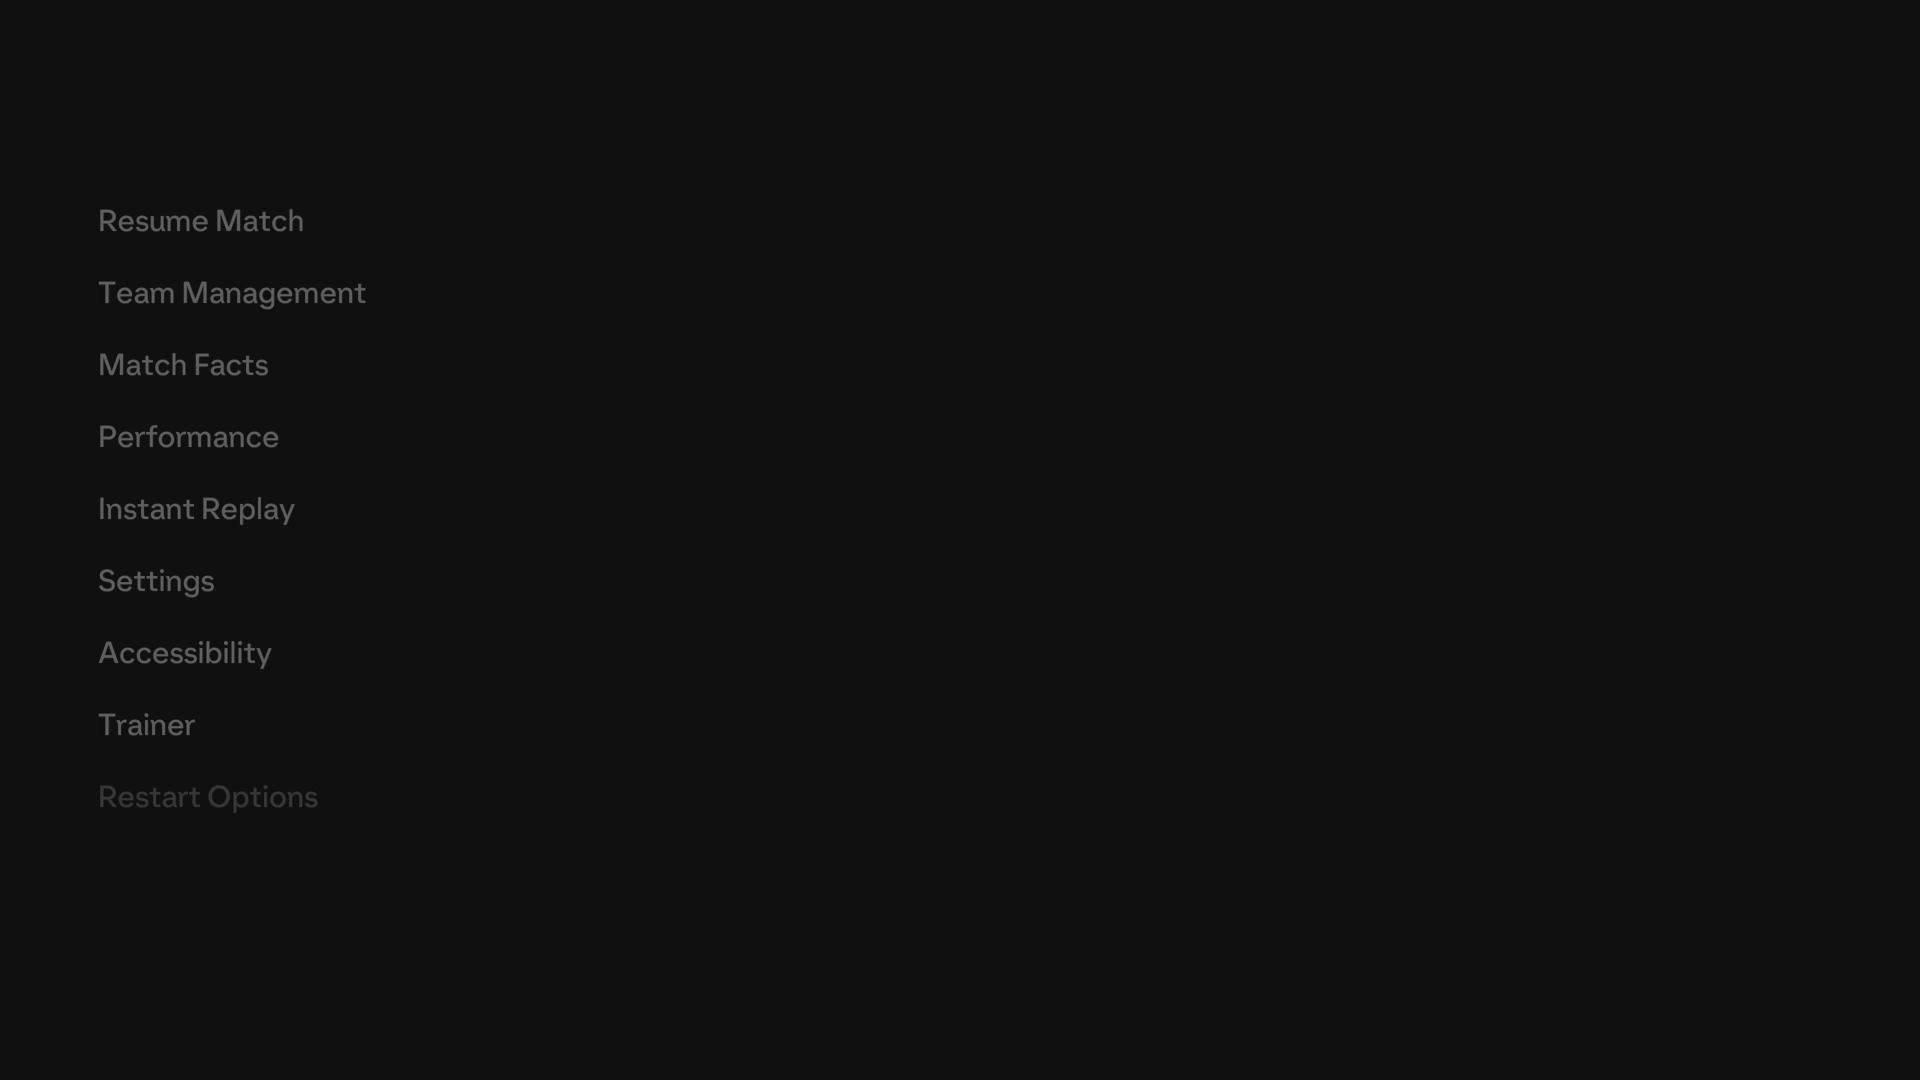 Resume Match
Team Management
Match Facts
Performance
Instant Replay
Settings
Accessibility
Trainer
Restart Options